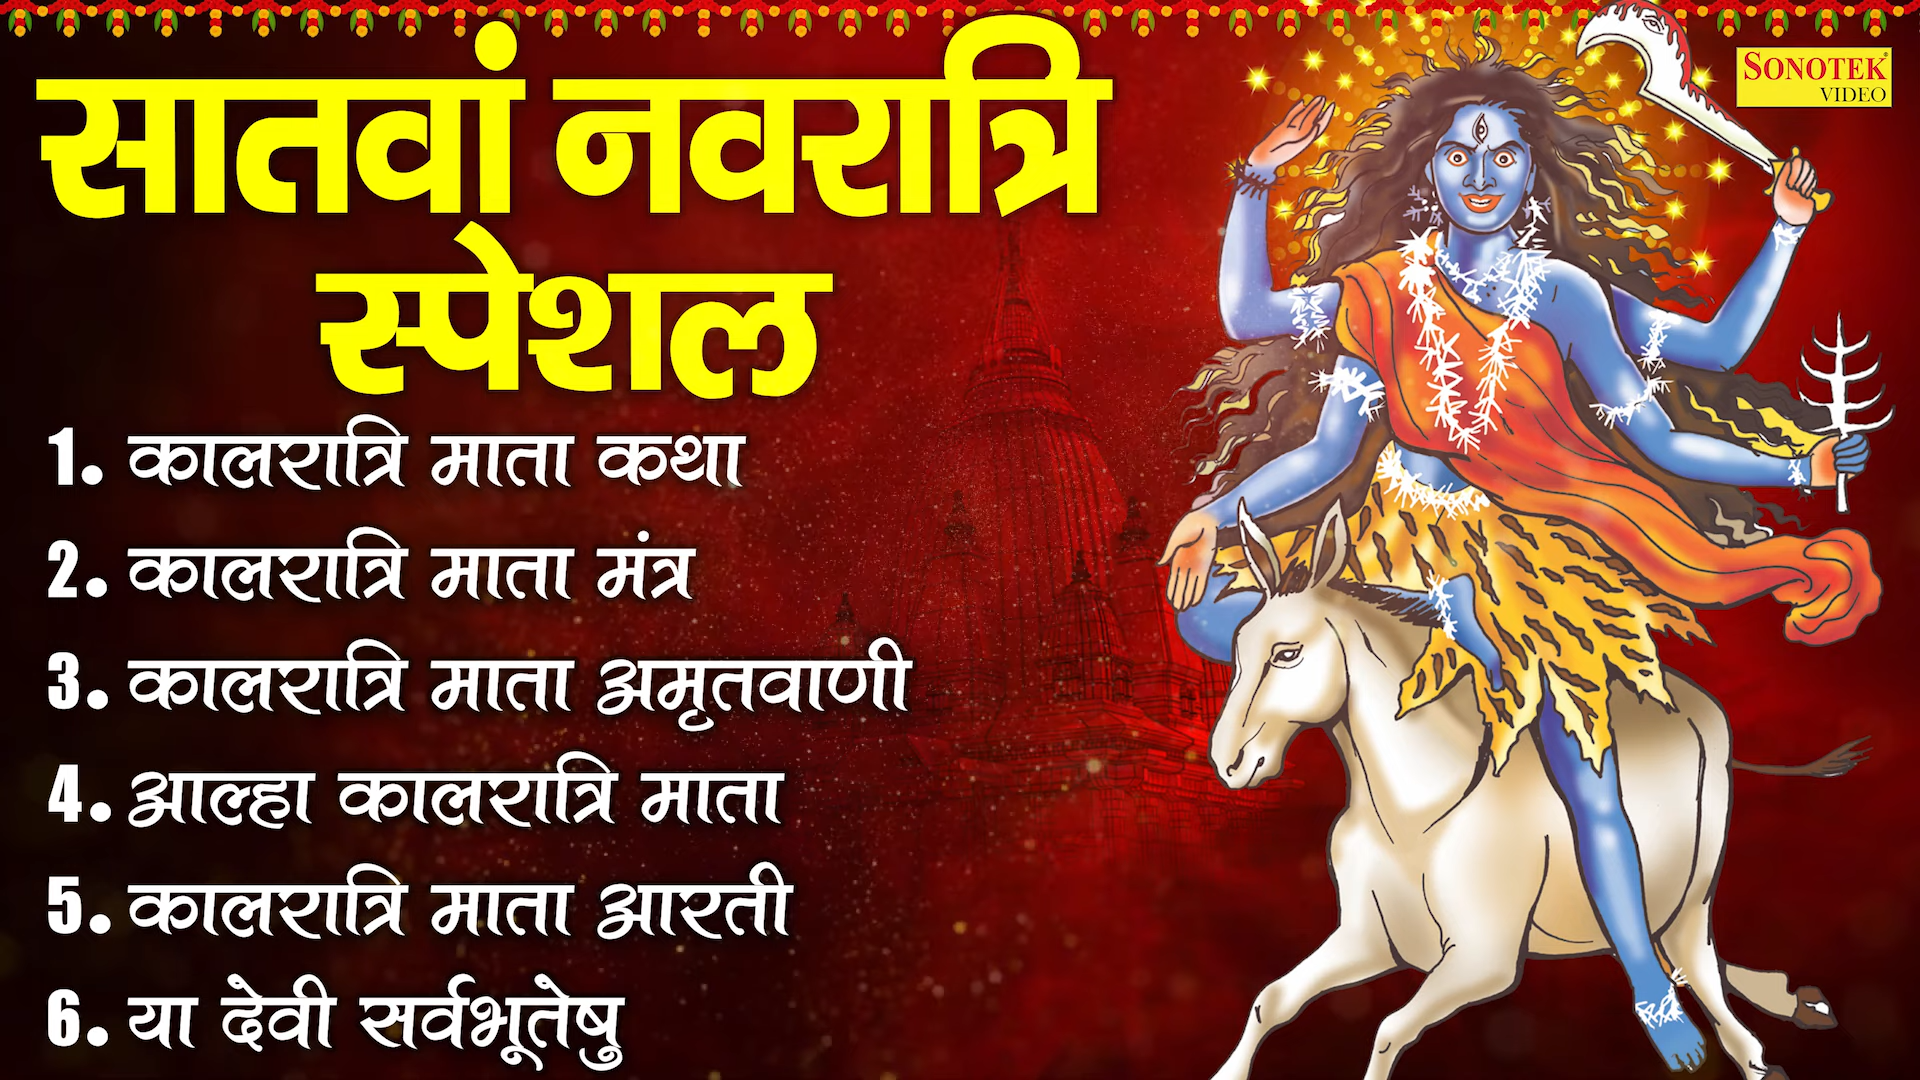 सातवां नवरात्रि
स्पेशल
SONOTEK
VIDEO
1. कालरात्रि माता कथा
2. कालरात्रि माता मंत्र
3. कालरात्रि माता अमृतवाणी
4. आल्हा कालरात्रि माता
5. कालरात्रि माता आरती
6. या देवी सर्वभूतेषु